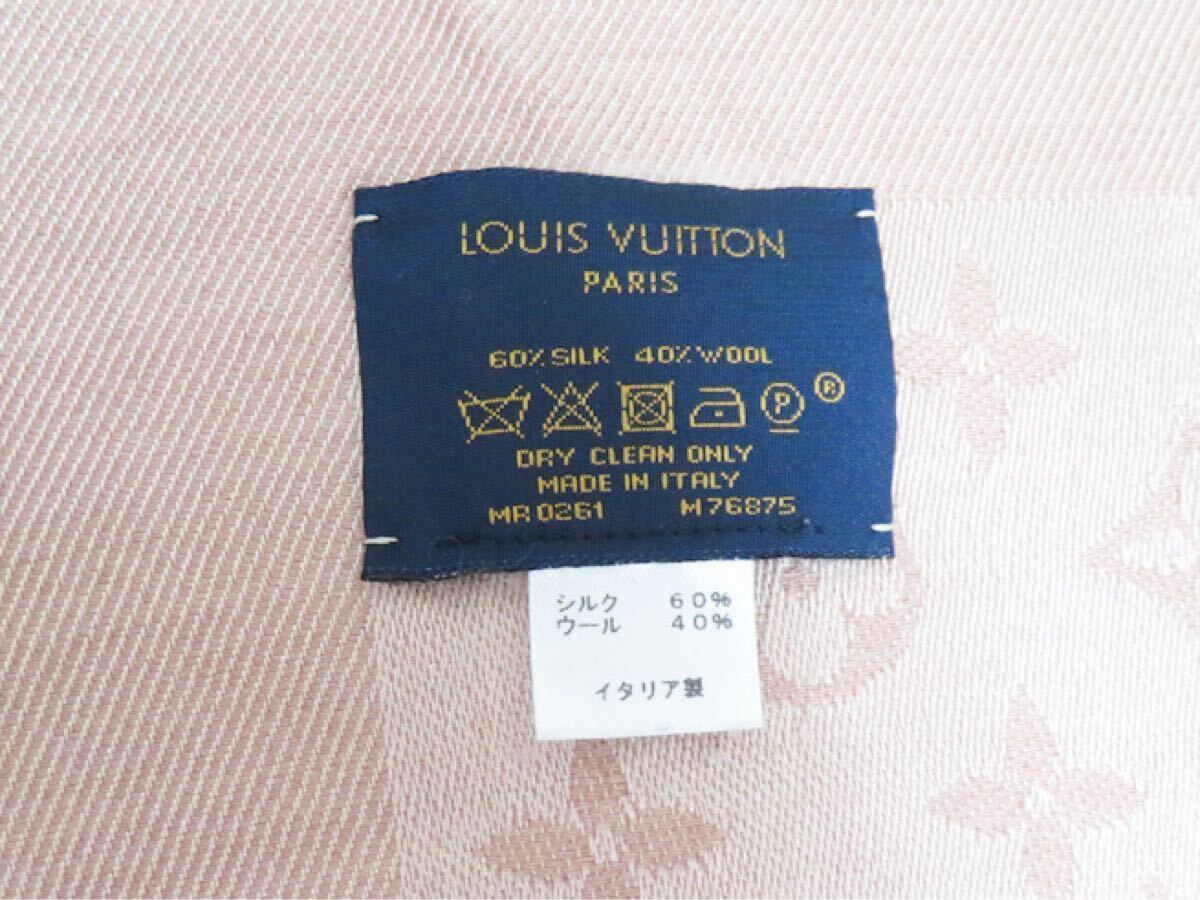 LOUIS VUITTON
PARIS
60% SILK 40% WOOL
P ®
DRY CLEAN ONLY
MADE IN ITALY
MR0261 M76875
シルク 60%
ウール 40%
イタリア製